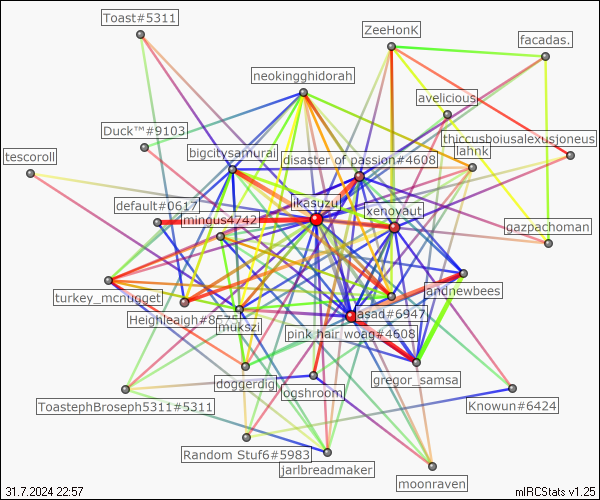 Toast#5311
ZeeHonK
facadas.
neokingghidorah
avelicious
Duck™#9103
thiccusboiusalexusjoneus
tescoroll
bigcitysamurai
disaster of passion#4608
lahnk
default#0617
ikasuzu
xenoyaut
mingus4742
gazpachoman
turkey_mcnugget
andnewbees
Heighleaigh#8575
mukszi
asad#6947
pink hair woag#4608
doggerdig
ogshroom
gregor_samsa
ToastephBroseph5311#5311
Knowun#6424
Random Stuf6#5983
jarlbreadmaker
moonraven
31.7.2024 22:57
mIRCStats v1.25